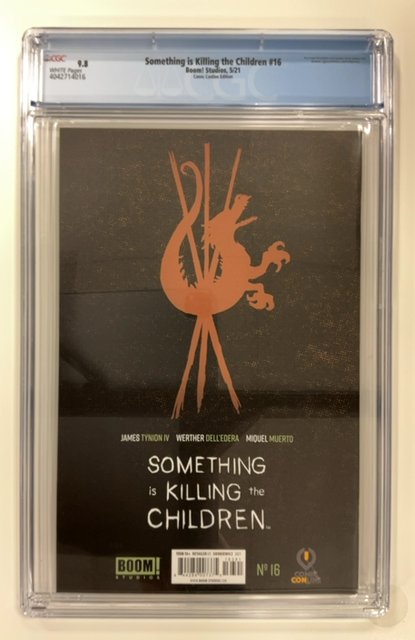 CGC
9.8
WHITE Pages
4042714016
Something is Killing the Children #16
Boom! Studios, 5/21
Comic ConLine Edition
JAMES TYNION IV WERTHER DELL'EDERA MIQUEL MUERTO
SOMETHING
is KILLING the
CHILDREN
BOOM!
STUDIOS
Nº 16
COMIC
CONLINE